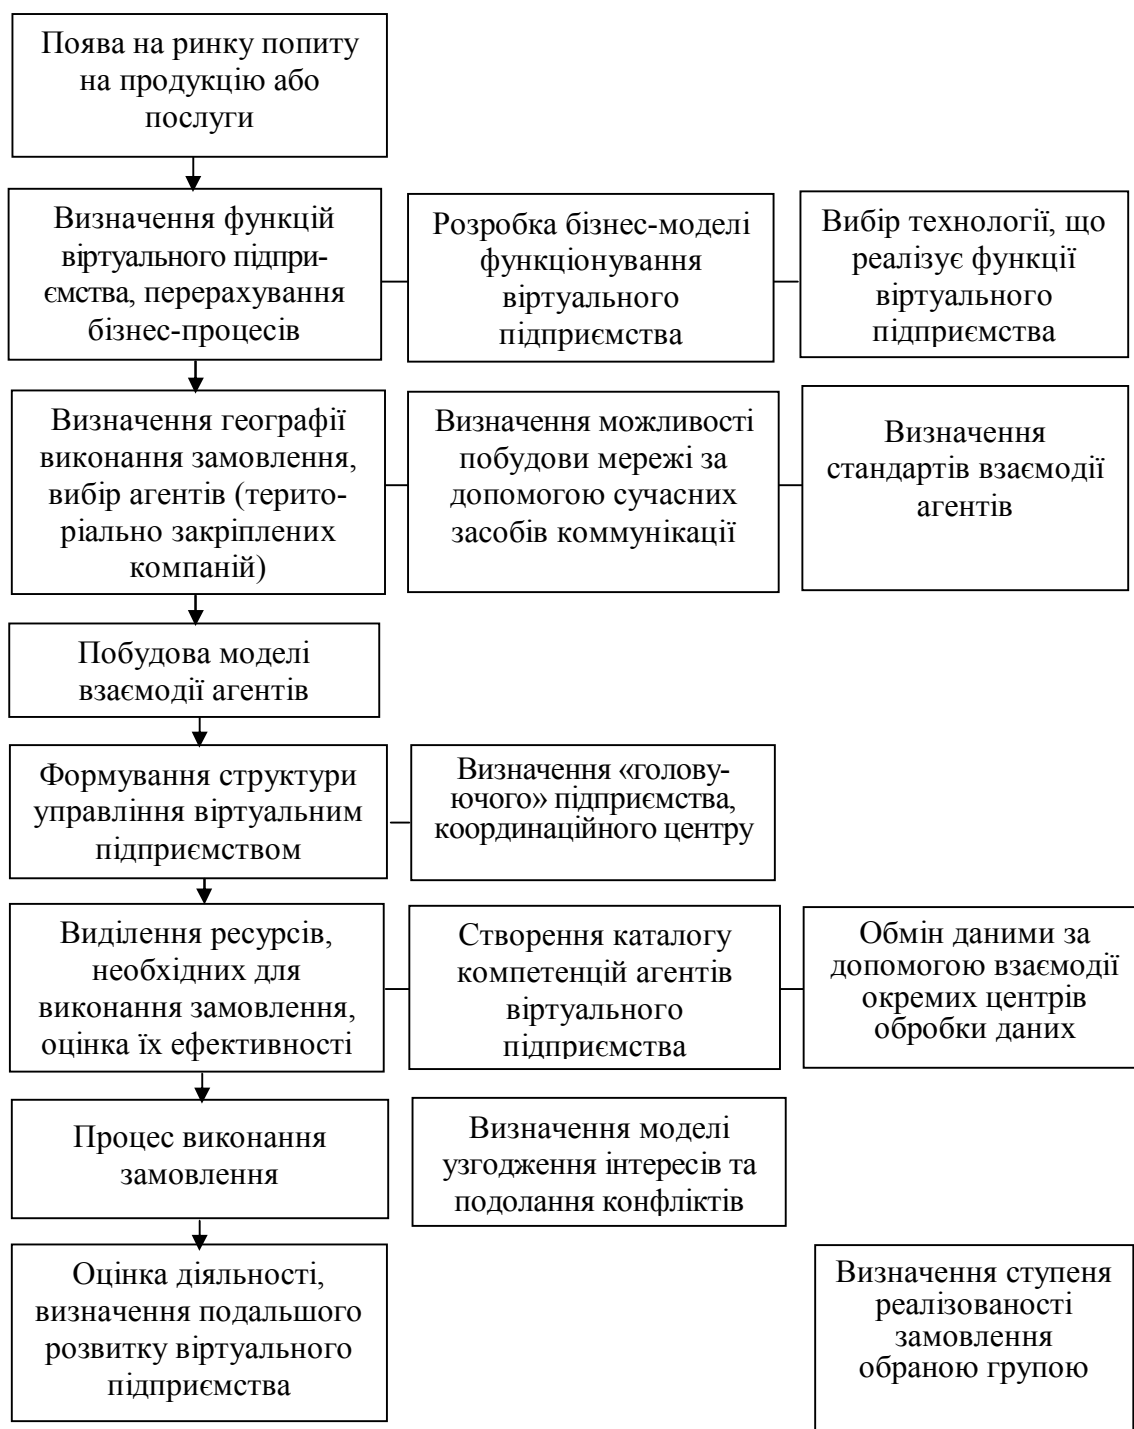 Поява на ринку попиту
на продукцію або
послуги
Визначення функцій
віртуального підпри-
ємства, перерахування
бізнес-процесів
Розробка бізнес-моделі
функціонування
віртуального
підприємства
Вибір технології, що
реалізує функції
віртуального
підприємства
Визначення географії
виконання замовлення,
вибір агентів (терито-
ріально закріплених
компаній)
Визначення можливості
побудови мережі за
допомогою сучасних
засобів коммунікації
Визначення
стандартів взаємодії
агентів
Побудова моделі
взаємодії агентів
Формування структури
управління віртуальним
підприємством
Визначення «голову-
ючого» підприємства,
координаційного центру
Виділення ресурсів,
необхідних для
виконання замовлення,
оцінка їх ефективності
Створення каталогу
компетенцій агентів
віртуального
підприємства
Обмін даними за
допомогою взаємодії
окремих центрів
обробки даних
Процес виконання
замовлення
Визначення моделі
узгодження інтересів та
подолання конфліктів
Оцінка діяльності,
визначення подальшого
розвитку віртуального
підприємства
Визначення ступеня
реалізованості
замовлення
обраною групою